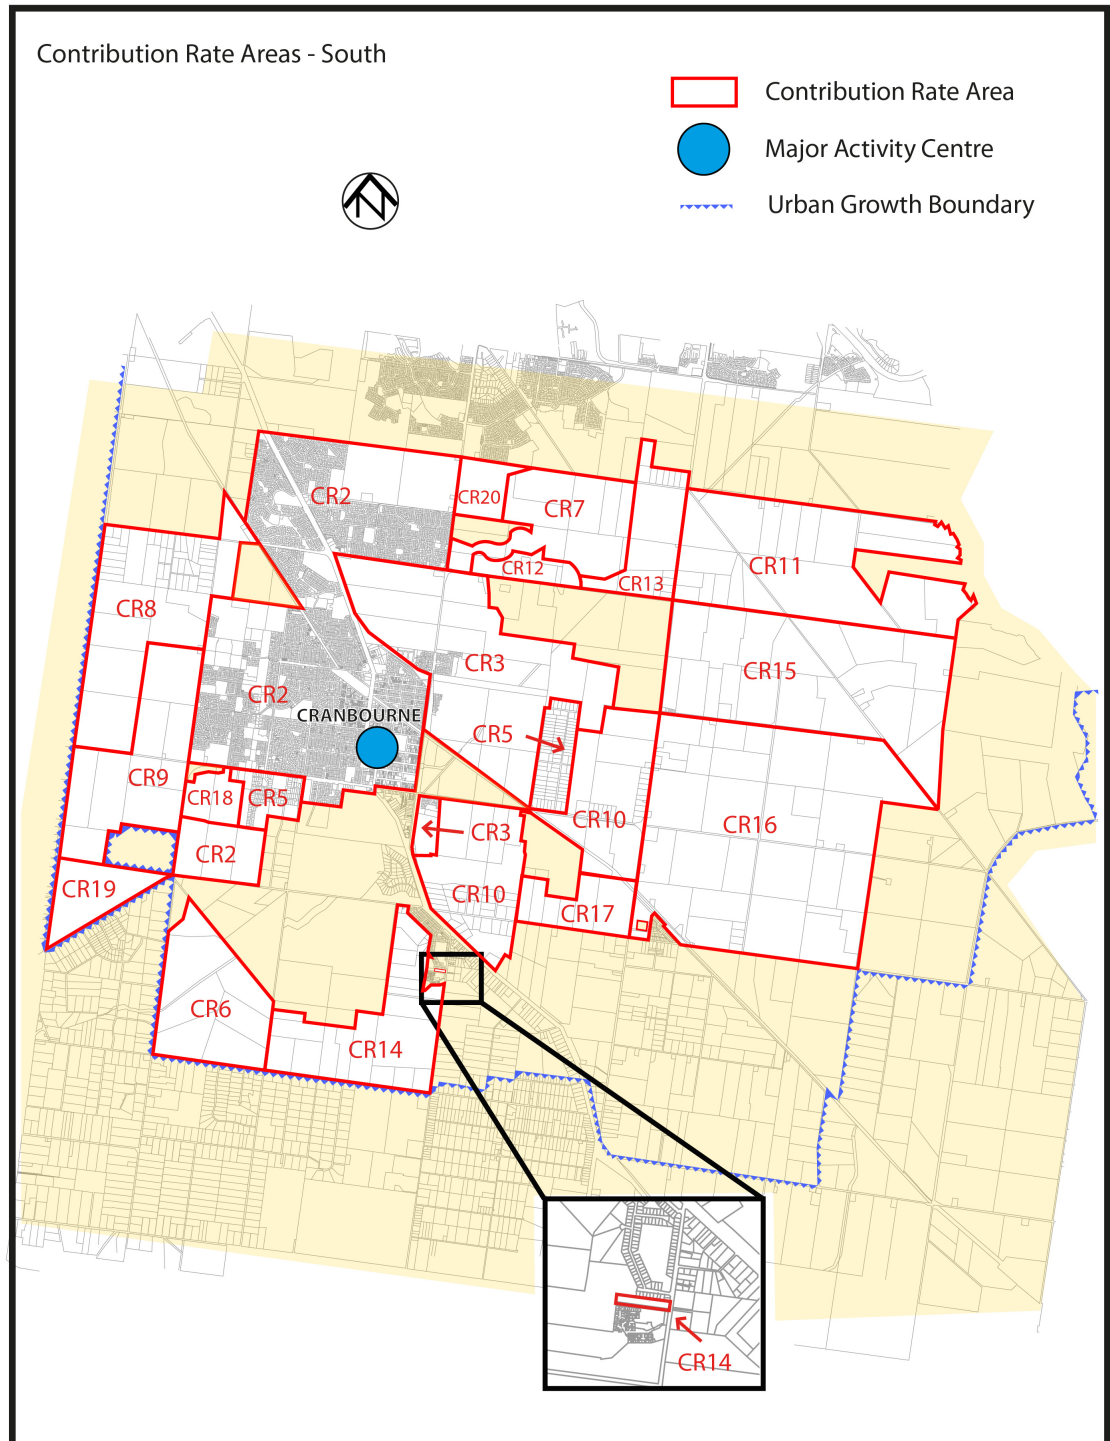 Contribution Rate Areas - South
Contribution Rate Area
Major Activity Centre
Urban Growth Boundary
N
CR2
CR20
CR7
CR12
CR13
CR11
CR8
CR3
CR15
CR2
CRANBOURNE
CR5
CR9
CR18
CR5
CR3
CR10
CR16
CR2
CR19
CR10
CR17
CR6
CR14
CR14